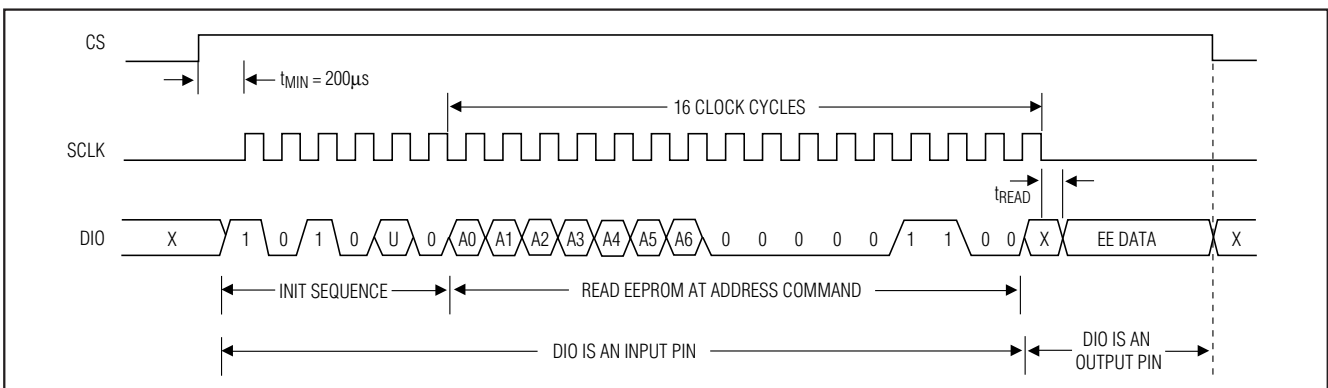 CS
tMIN = 200µs
16 CLOCK CYCLES
SCLK
tREAD
DIO X 1 0 1 0 U 0 A0 A1 A2 A3 A4 A5 A6 0 0 0 0 0 1 1 0 0 X EE DATA X
INIT SEQUENCE READ EEPROM AT ADDRESS COMMAND
DIO IS AN INPUT PIN
DIO IS AN
OUTPUT PIN